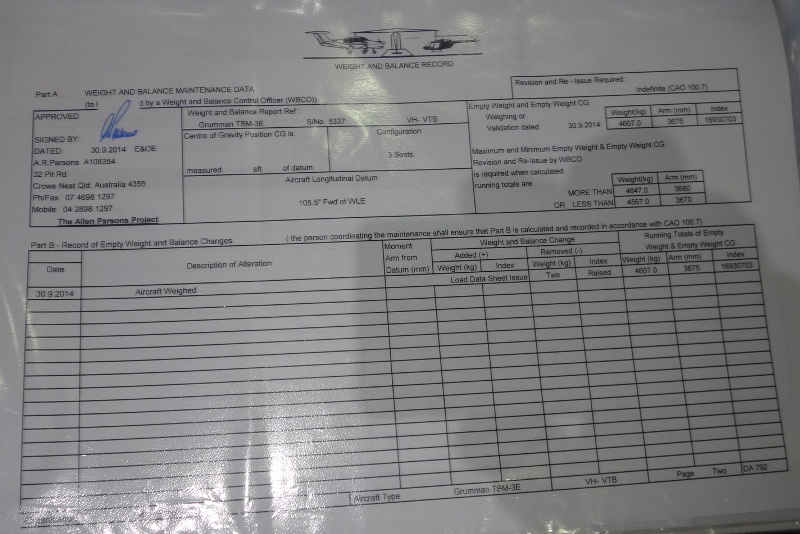 WEIGHT AND BALANCE RECORD
Part A WEIGHT AND BALANCE MAINTENANCE DATA
(to d by a Weight and Balance Control Officer (WBCO))
Revision and Re - Issue Required :
Indefinite (CAO 100.7)
APPROVED
SIGNED BY:
DATED 30.9.2014 E&OE
A.R.Parsons A108354
32 Pit Rd
Crows Nest Qld. Australia 4355
Ph/Fax 07 4698 1297
Mobile 04 2898 1297
The Allen Parsons Project
Weight and Balance Report Ref :
Grumman TBM-3E S/No. 5337 VH- VTB
Centre of Gravity Position CG is
measured aft of datum
Configuration
3 Seats
Aircraft Longitudinal Datum
105.5" Fwd of WLE
Empty Weight and Empty Weight CG
Weighing or
Validation dated 30.9.2014
Weight(kg) Arm (mm) Index
4607.0 3675 16930703
Maximum and Minimum Empty Weight & Empty Weight CG
Revision and Re-Issue by WBCO
is required when calculated
running totals are
Weight(kg) Arm (mm)
MORE THAN 4647.0 3680
OR LESS THAN 4567.0 3670
Part B - Record of Empty Weight and Balance Changes ( the person coordinating the maintenance shall ensure that Part B is calculated and recorded in accordance with CAO 100.7)
Date
Description of Alteration
Moment
Arm from
Datum (mm)
Weight and Balance Change
Added (+) Removed (-)
Weight (kg) Index Weight (kg) Index
Running Totals of Empty
Weight & Empty Weight CG
Weight (kg) Arm (mm) Index
Load Data Sheet Issue Two Raised 4607.0 3675 16930703
30.9.2014 Aircraft Weighed
Aircraft Type Grumman TBM-3E VH- VTB Page Two DA 792